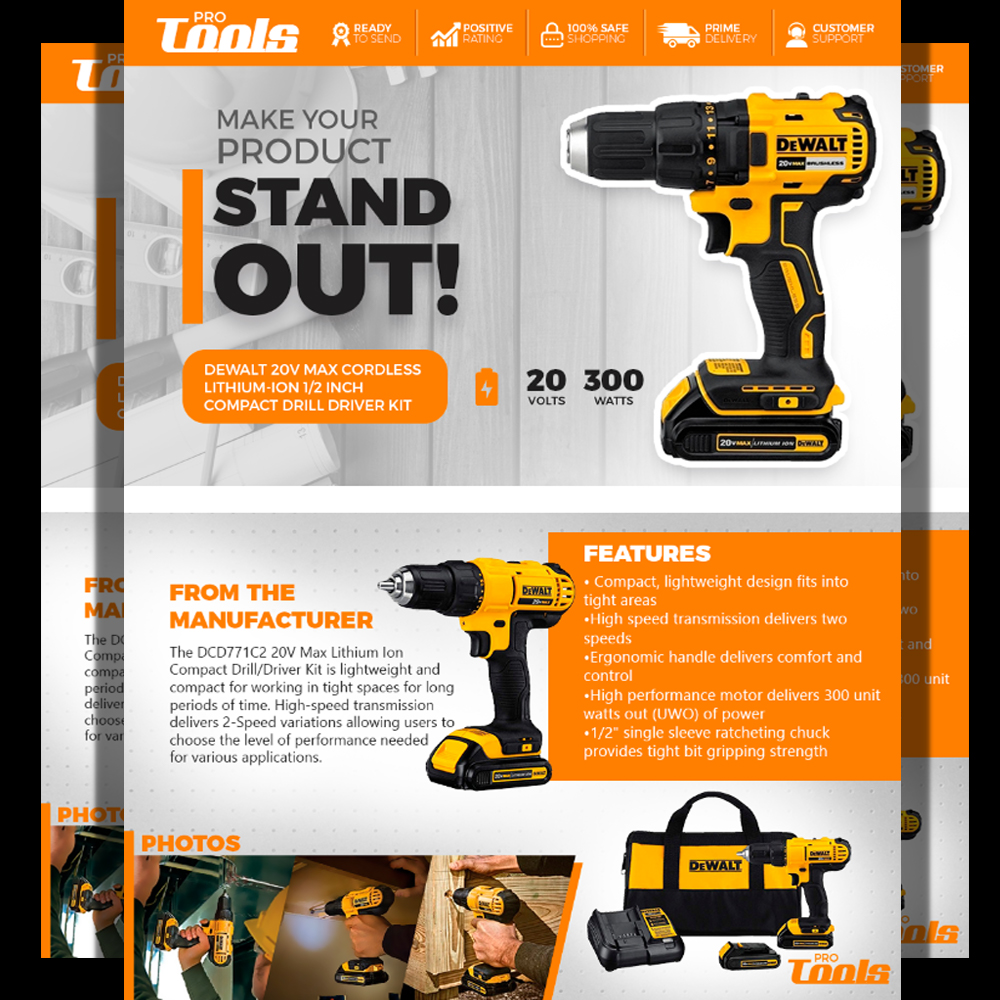 PRO
Tools
READY
TO SEND
POSITIVE
RATING
100% SAFE
SHOPPING
PRIME
DELIVERY
CUSTOMER
SUPPORT
MAKE YOUR
PRODUCT
STAND
OUT!
DEWALT 20V MAX CORDLESS
LITHIUM-ION 1/2 INCH
COMPACT DRILL DRIVER KIT
20
VOLTS
300
WATTS
7 • 9 • 11 • 13
DEWALT
20V MAX BRUSHLESS
20V MAX LITHIUM ION DEWALT
FROM THE
MANUFACTURER
The DCD771C2 20V Max Lithium Ion
Compact Drill/Driver Kit is lightweight and
compact for working in tight spaces for long
periods of time. High-speed transmission
delivers 2-Speed variations allowing users to
choose the level of performance needed
for various applications.
DEWALT
FEATURES
• Compact, lightweight design fits into
tight areas
•High speed transmission delivers two
speeds
•Ergonomic handle delivers comfort and
control
•High performance motor delivers 300 unit
watts out (UWO) of power
•1/2" single sleeve ratcheting chuck
provides tight bit gripping strength
PHOTOS
DEWALT
PRO
Tools